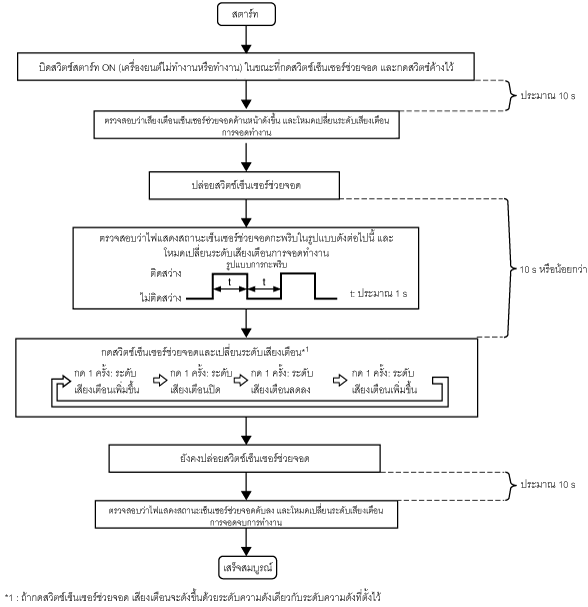 สตาร์ท
บิดสวิตช์สตาร์ท ON (เครื่องยนต์ไม่ทำงานหรือทำงาน) ในขณะที่กดสวิตช์เซ็นเซอร์ช่วยจอด และกดสวิตช์ค้างไว้
ประมาณ 10 s
ตรวจสอบว่าเสียงเตือนเซ็นเซอร์ช่วยจอดด้านหน้าดังขึ้น และโหมดเปลี่ยนระดับเสียงเตือน
การจอดทำงาน
ปล่อยสวิตช์เซ็นเซอร์ช่วยจอด
ตรวจสอบว่าไฟแสดงสถานะเซ็นเซอร์ช่วยจอดกะพริบในรูปแบบดังต่อไปนี้ และ
โหมดเปลี่ยนระดับเสียงเตือนการจอดทำงาน
รูปแบบการกะพริบ
ติดสว่าง
t
t
ไม่ติดสว่าง
t: ประมาณ 1 s
10 s หรือน้อยกว่า
กดสวิตช์เซ็นเซอร์ช่วยจอดและเปลี่ยนระดับเสียงเตือน*1
กด 1 ครั้ง: ระดับ
เสียงเตือนเพิ่มขึ้น
กด 1 ครั้ง: ระดับ
เสียงเตือนปิด
กด 1 ครั้ง: ระดับ
เสียงเตือนลดลง
กด 1 ครั้ง: ระดับ
เสียงเตือนเพิ่มขึ้น
ยังคงปล่อยสวิตช์เซ็นเซอร์ช่วยจอด
ประมาณ 10 s
ตรวจสอบว่าไฟแสดงสถานะเซ็นเซอร์ช่วยจอดดับลง และโหมดเปลี่ยนระดับเสียงเตือน
การจอดจบการทำงาน
เสร็จสมบูรณ์
*1 : ถ้ากดสวิตช์เซ็นเซอร์ช่วยจอด เสียงเตือนจะดังขึ้นด้วยระดับความดังเดียวกับระดับความดังที่ตั้งไว้